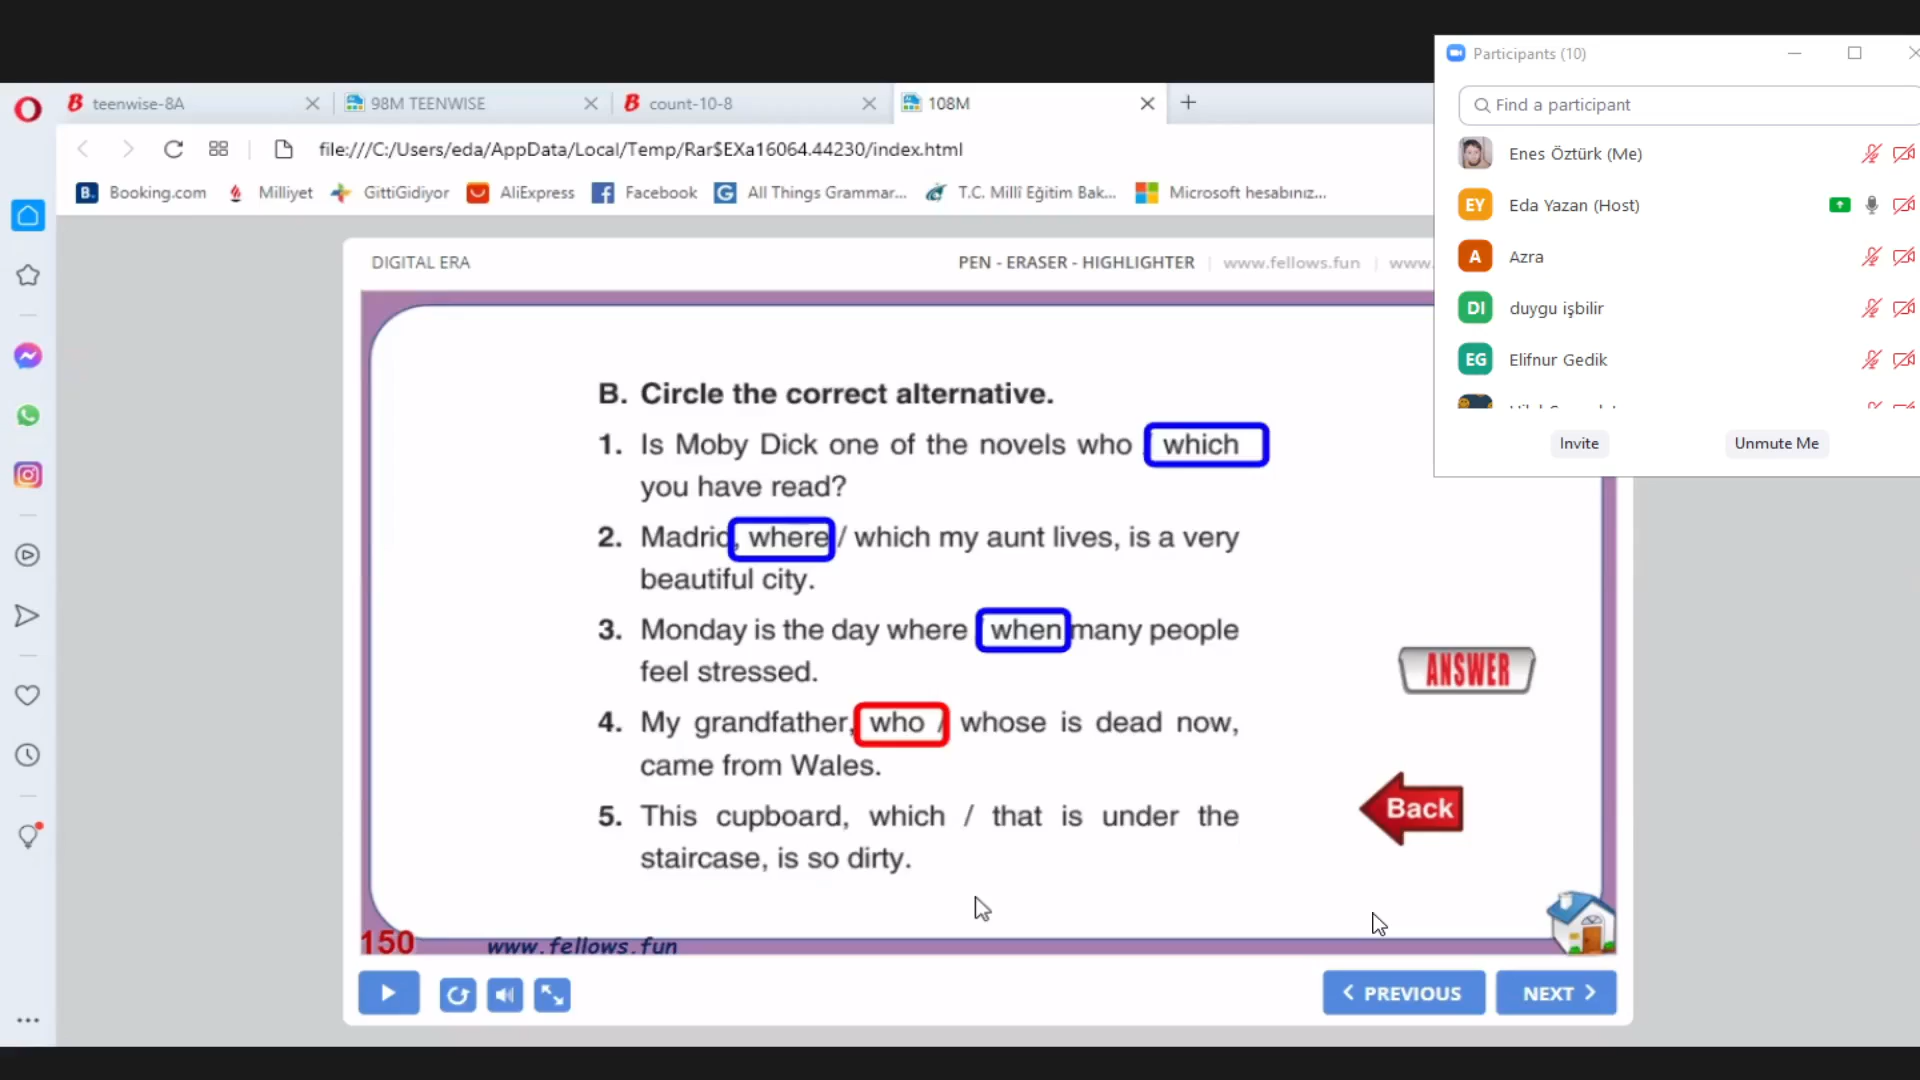 Participants (10)
teenwise-8A
98M TEENWISE
count-10-8
108M
Find a participant
file:///C:/Users/eda/AppData/Local/Temp/Rar$EXa16064.44230/index.html
Enes Öztürk (Me)
Booking.com
Milliyet
GittiGidiyor
AliExpress
Facebook
All Things Grammar...
T.C. Millî Eğitim Bak...
Microsoft hesabınız...
EY Eda Yazan (Host)
A Azra
DIGITAL ERA
PEN - ERASER - HIGHLIGHTER | www.fellows.fun | www.
DI duygu işbilir
EG Elifnur Gedik
B. Circle the correct alternative.
Invite
Unmute Me
1. Is Moby Dick one of the novels who which
you have read?
2. Madrid, where / which my aunt lives, is a very
beautiful city.
3. Monday is the day where when many people
feel stressed.
ANSWER
4. My grandfather, who / whose is dead now,
came from Wales.
Back
5. This cupboard, which / that is under the
staircase, is so dirty.
150
www.fellows.fun
PREVIOUS
NEXT